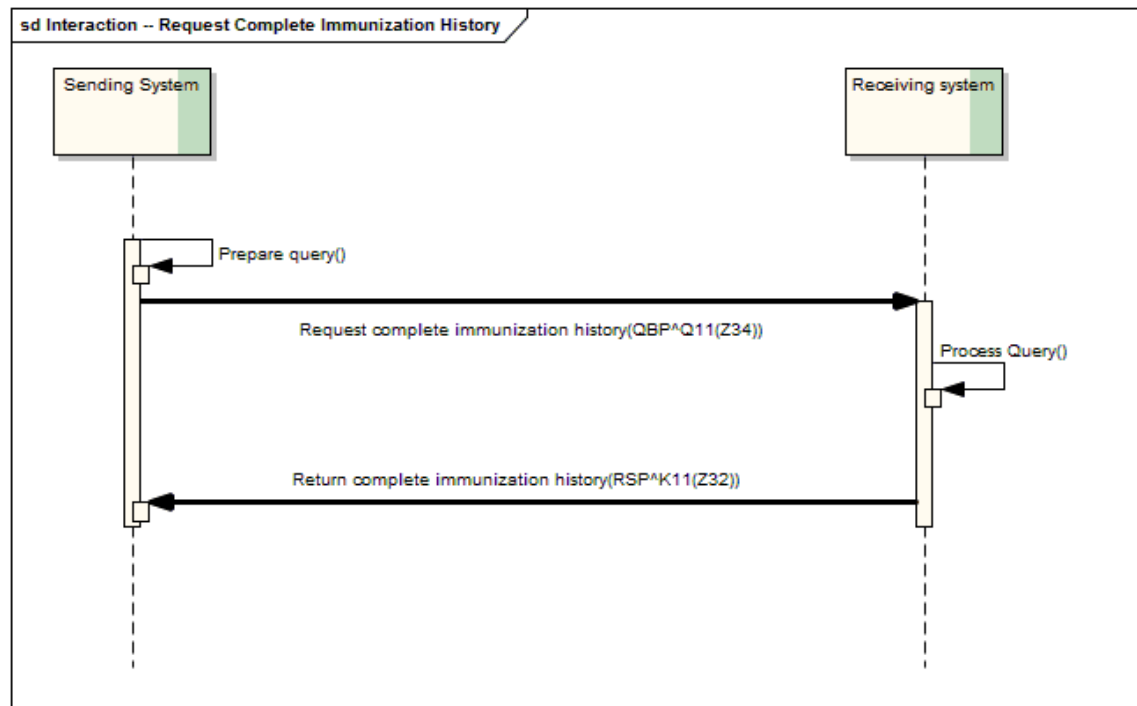 sd Interaction -- Request Complete Immunization History
Sending System
Receiving system
Prepare query()
Request complete immunization history(QBP^Q11(Z34))
Process Query()
Return complete immunization history(RSP^K11(Z32))